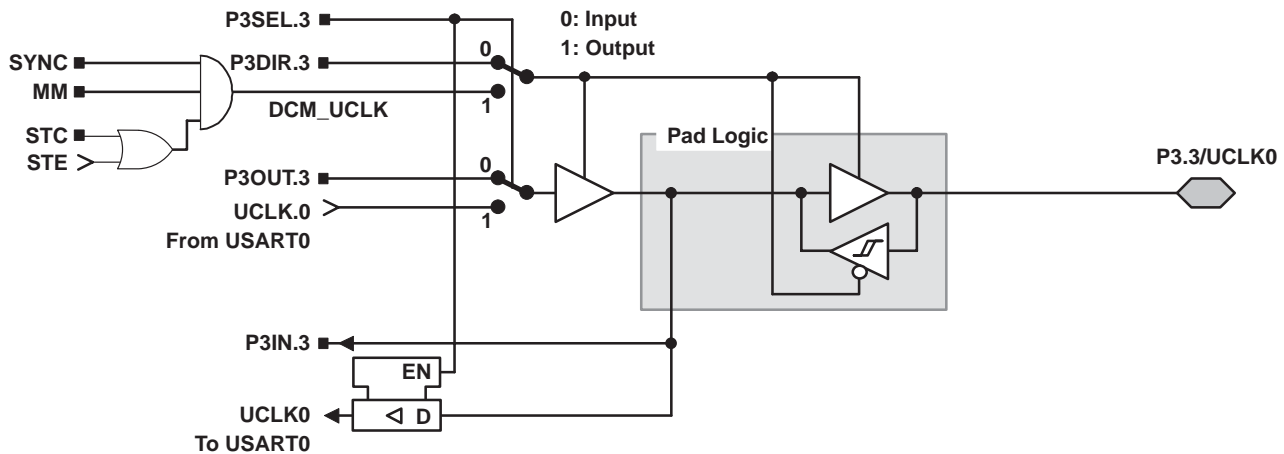 P3SEL.3
0: Input
1: Output
SYNC
P3DIR.3
0
MM
DCM_UCLK
1
STC
STE
Pad Logic
P3OUT.3
0
P3.3/UCLK0
UCLK.0
1
From USART0
P3IN.3
EN
UCLK0
D
To USART0